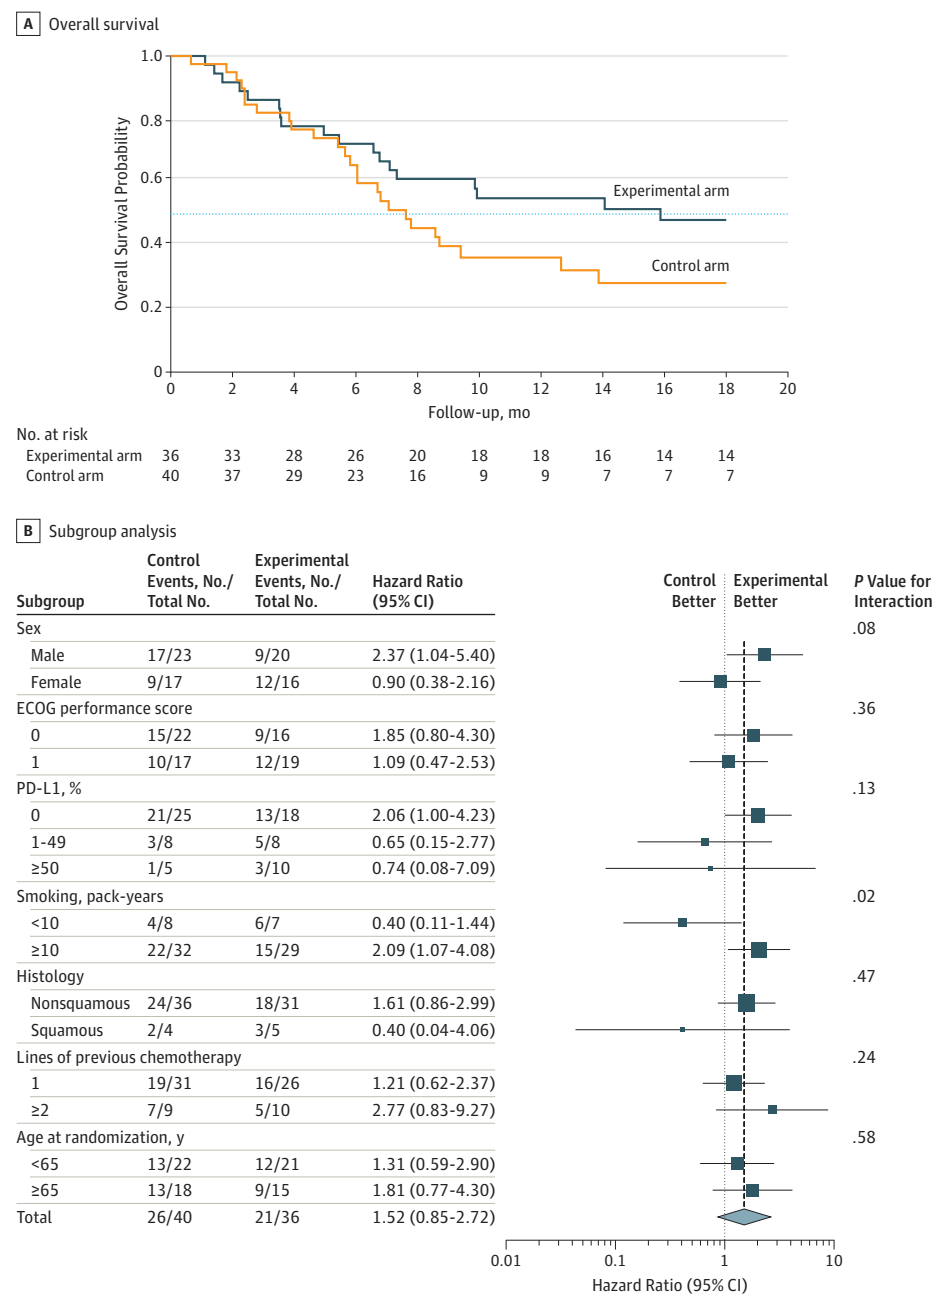 A Overall survival
Overall Survival Probability
1.0
0.8
0.6
0.4
0.2
0
Experimental arm
Control arm
0 2 4 6 8 10 12 14 16 18 20
Follow-up, mo
No. at risk
Experimental arm 36 33 28 26 20 18 18 16 14 14
Control arm 40 37 29 23 16 9 9 7 7 7
B Subgroup analysis
Subgroup Control Events, No./ Total No. Experimental Events, No./ Total No. Hazard Ratio (95% CI) Control Better Experimental Better P Value for Interaction
Sex .08
Male 17/23 9/20 2.37 (1.04-5.40)
Female 9/17 12/16 0.90 (0.38-2.16)
ECOG performance score .36
0 15/22 9/16 1.85 (0.80-4.30)
1 10/17 12/19 1.09 (0.47-2.53)
PD-L1, % .13
0 21/25 13/18 2.06 (1.00-4.23)
1-49 3/8 5/8 0.65 (0.15-2.77)
≥50 1/5 3/10 0.74 (0.08-7.09)
Smoking, pack-years .02
<10 4/8 6/7 0.40 (0.11-1.44)
≥10 22/32 15/29 2.09 (1.07-4.08)
Histology .47
Nonsquamous 24/36 18/31 1.61 (0.86-2.99)
Squamous 2/4 3/5 0.40 (0.04-4.06)
Lines of previous chemotherapy .24
1 19/31 16/26 1.21 (0.62-2.37)
≥2 7/9 5/10 2.77 (0.83-9.27)
Age at randomization, y .58
<65 13/22 12/21 1.31 (0.59-2.90)
≥65 13/18 9/15 1.81 (0.77-4.30)
Total 26/40 21/36 1.52 (0.85-2.72)
0.01 0.1 1 10
Hazard Ratio (95% CI)